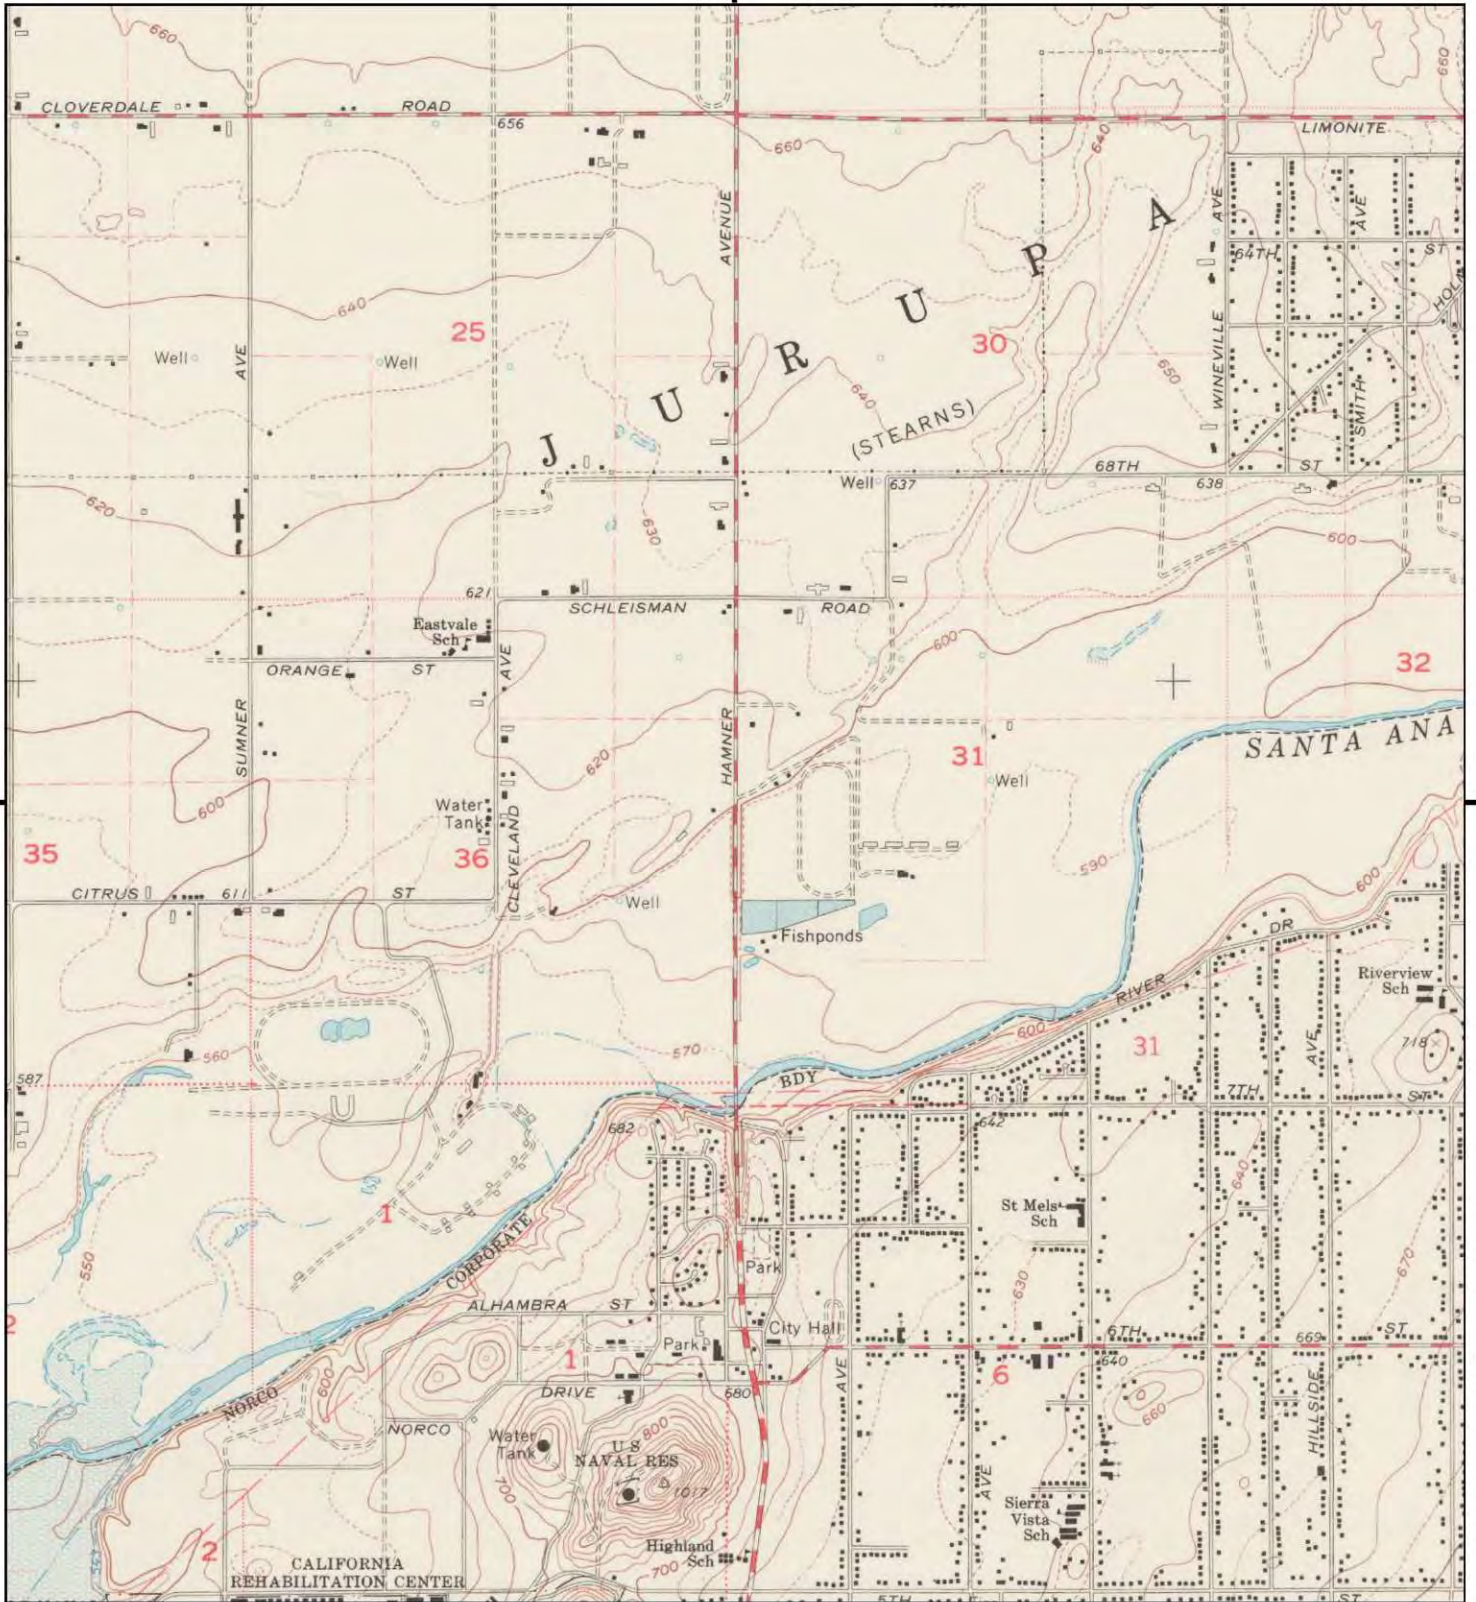 660
660
CLOVERDALE
ROAD
656
LIMONITE
660
640
AVENUE
AVE
AVE
A
64TH
ST
P
HOLM
640
U
25
30
Well
Well
AVE
R
650
WINEVILLE
640
U
SMITH
(STEARNS)
J
68TH
ST
Well
637
638
620
630
600
621
SCHLEISMAN
ROAD
Eastvale
Sch
600
ORANGE
ST
AVE
32
SUMNER
HAMNER
SANTA ANA
31
620
Well
600
Water
Tank
35
36
CLEVELAND
590
600
CITRUS
611
ST
Well
DR
Fishponds
Riverview
Sch
RIVER
600
31
AVE
718
560
570
587
BDY
7TH
ST
U
682
642
640
St Mels
Sch
1
Park
550
CORPORATE
630
670
ALHAMBRA
ST
2
City Hall
Park
6TH
669
ST
1
640
NORCO
600
DRIVE
680
AVE
6
660
HILLSIDE
NORCO
Water
Tank
800
U S
NAVAL RES
700
1017
AVE
Sierra
Vista
Sch
2
Highland
Sch
700
CALIFORNIA
REHABILITATION CENTER
5TH
ST